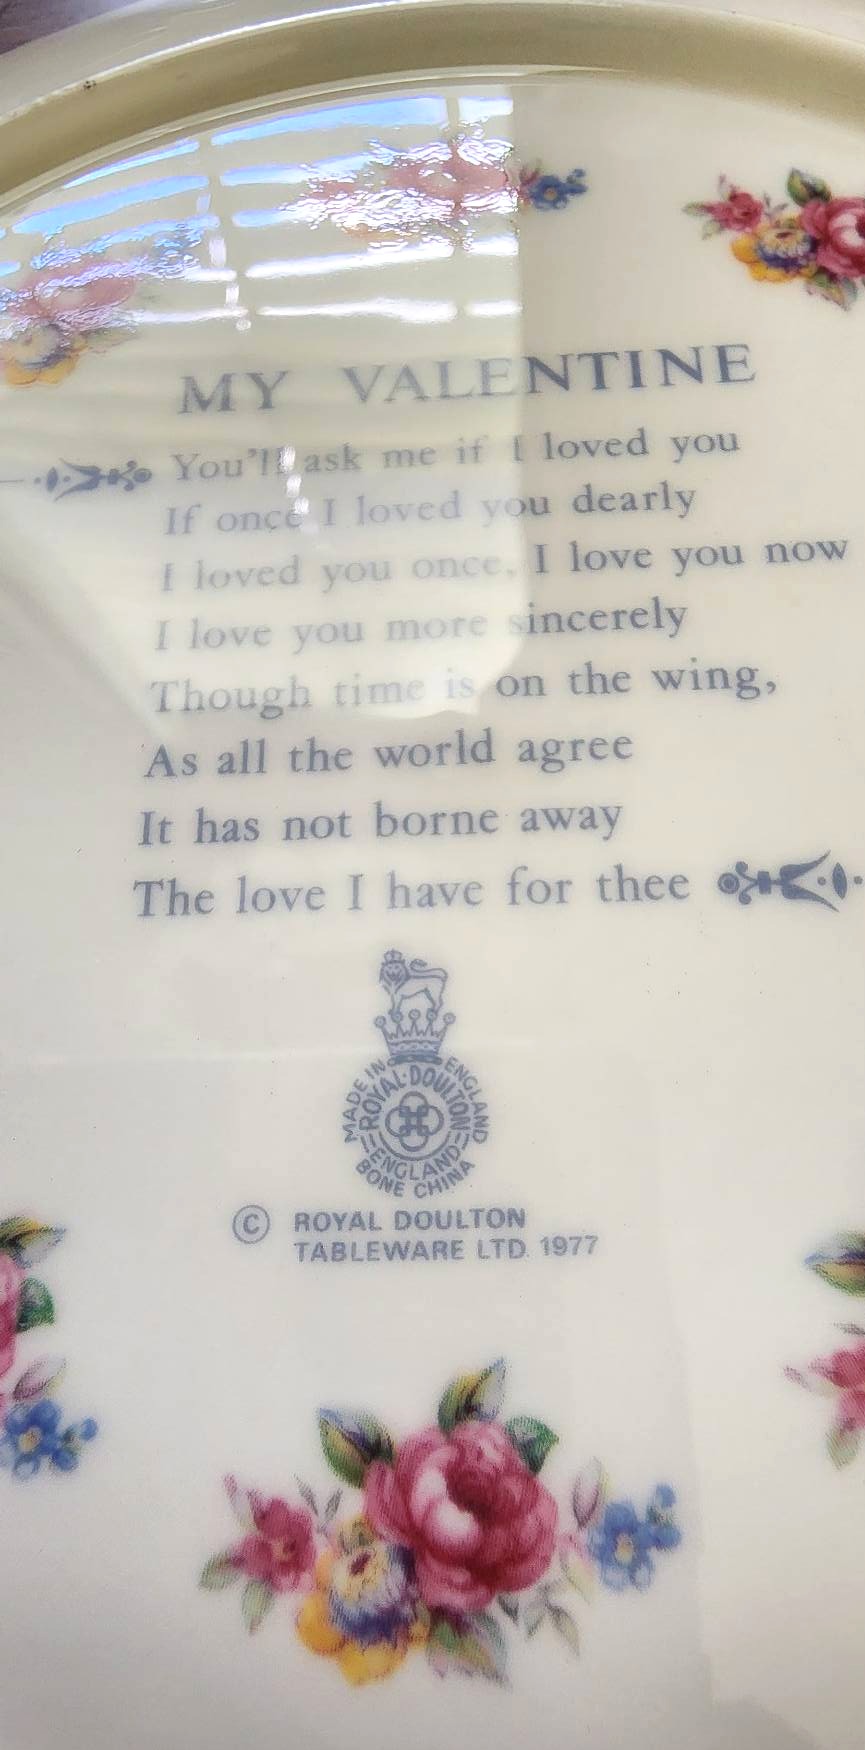 MY VALENTINE
You'll ask me if I loved you
If once I loved you dearly
I loved you once, I love you now
I love you more sincerely
Though time is on the wing,
As all the world agree
It has not borne away
The love I have for thee
MADE IN ENGLAND
ROYAL·DOULTON
ENGLAND
BONE CHINA
© ROYAL DOULTON
TABLEWARE LTD. 1977